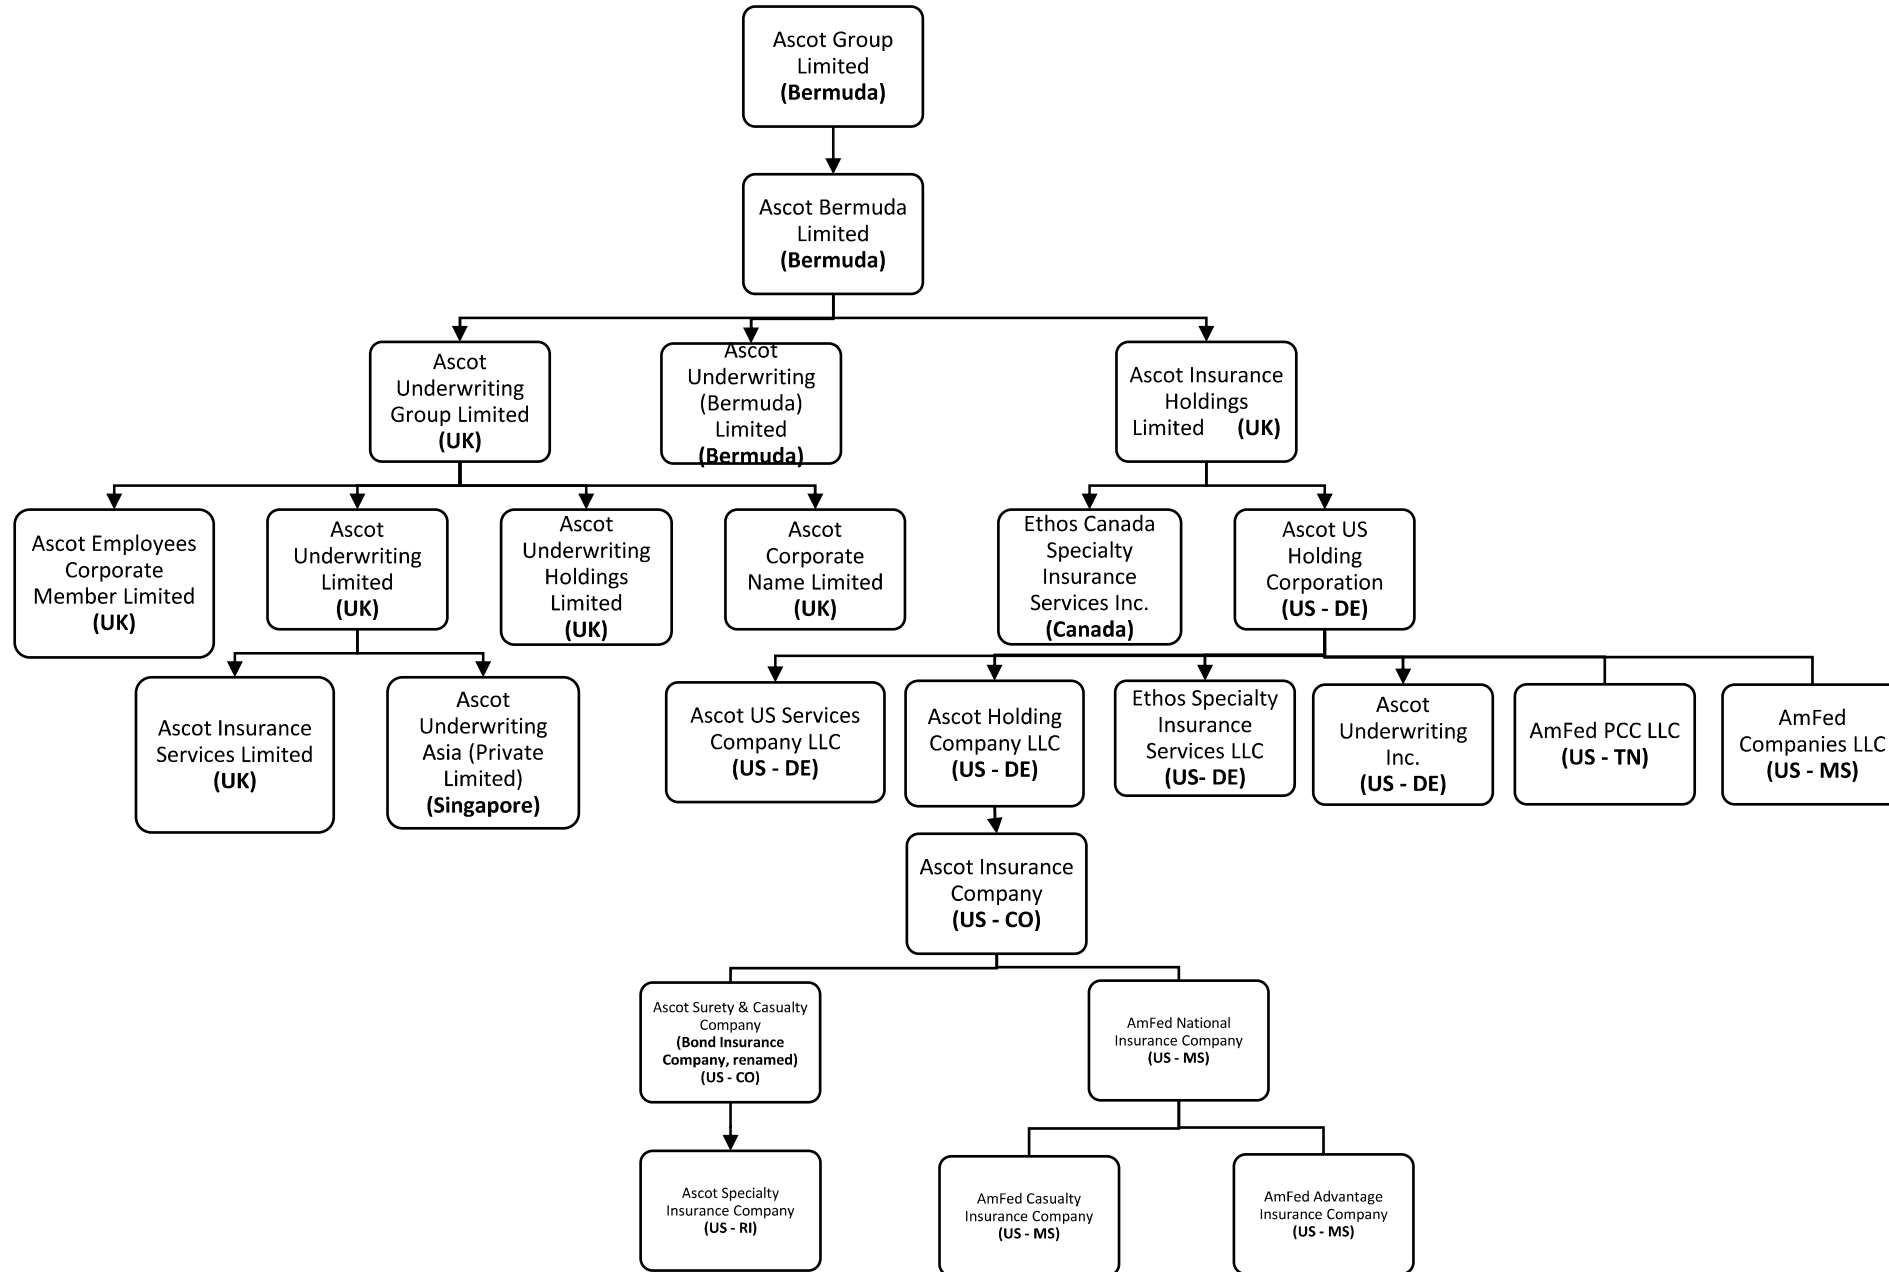 Ascot Group
Limited
(Bermuda)
Ascot Bermuda
Limited
(Bermuda)
Ascot
Underwriting
Group Limited
(UK)
Ascot
Underwriting
(Bermuda)
Limited
(Bermuda)
Ascot Insurance
Holdings
Limited (UK)
Ascot Employees
Corporate
Member Limited
(UK)
Ascot
Underwriting
Limited
(UK)
Ascot
Underwriting
Holdings
Limited
(UK)
Ascot
Corporate
Name Limited
(UK)
Ethos Canada
Specialty
Insurance
Services Inc.
(Canada)
Ascot US
Holding
Corporation
(US - DE)
Ascot Insurance
Services Limited
(UK)
Ascot
Underwriting
Asia (Private
Limited)
(Singapore)
Ascot US Services
Company LLC
(US - DE)
Ascot Holding
Company LLC
(US - DE)
Ethos Specialty
Insurance
Services LLC
(US- DE)
Ascot
Underwriting
Inc.
(US - DE)
AmFed PCC LLC
(US - TN)
AmFed
Companies LLC
(US - MS)
Ascot Insurance
Company
(US - CO)
Ascot Surety & Casualty
Company
(Bond Insurance
Company, renamed)
(US - CO)
AmFed National
Insurance Company
(US - MS)
Ascot Specialty
Insurance Company
(US - RI)
AmFed Casualty
Insurance Company
(US - MS)
AmFed Advantage
Insurance Company
(US - MS)